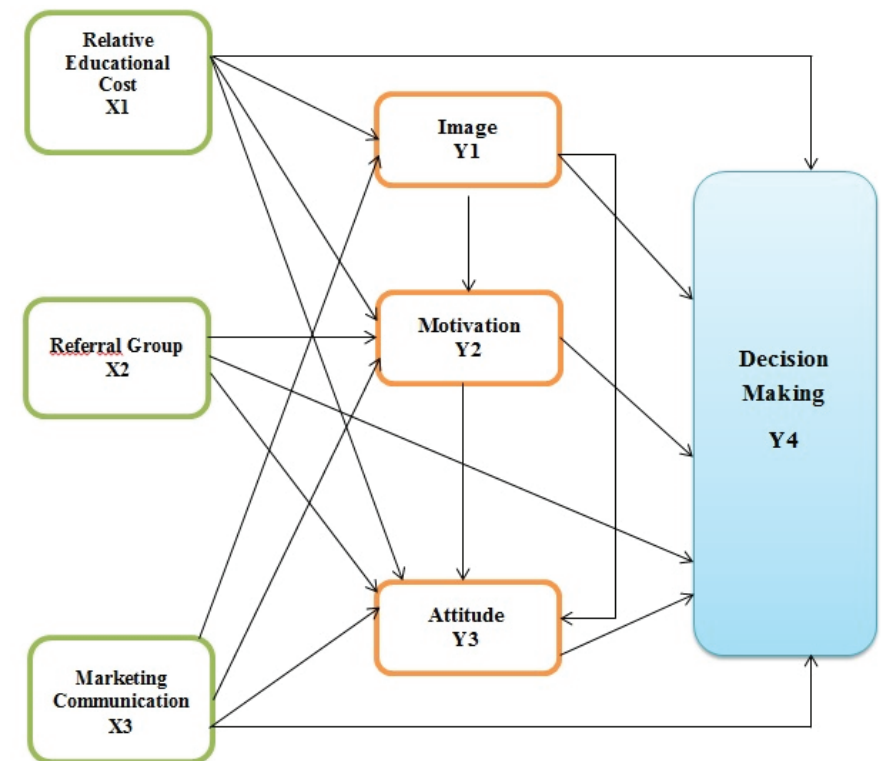 Relative
Educational
Cost
X1
Image
Y1
Referral Group
X2
Motivation
Y2
Decision
Making
Y4
Attitude
Y3
Marketing
Communication
X3